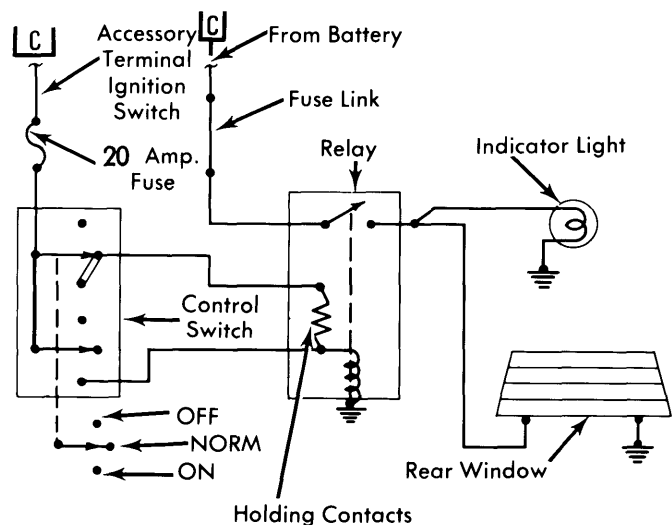 C
C
Accessory
Terminal
Ignition
Switch
From Battery
Fuse Link
20 Amp.
Fuse
Relay
Indicator Light
Control
Switch
OFF
NORM
ON
Rear Window
Holding Contacts